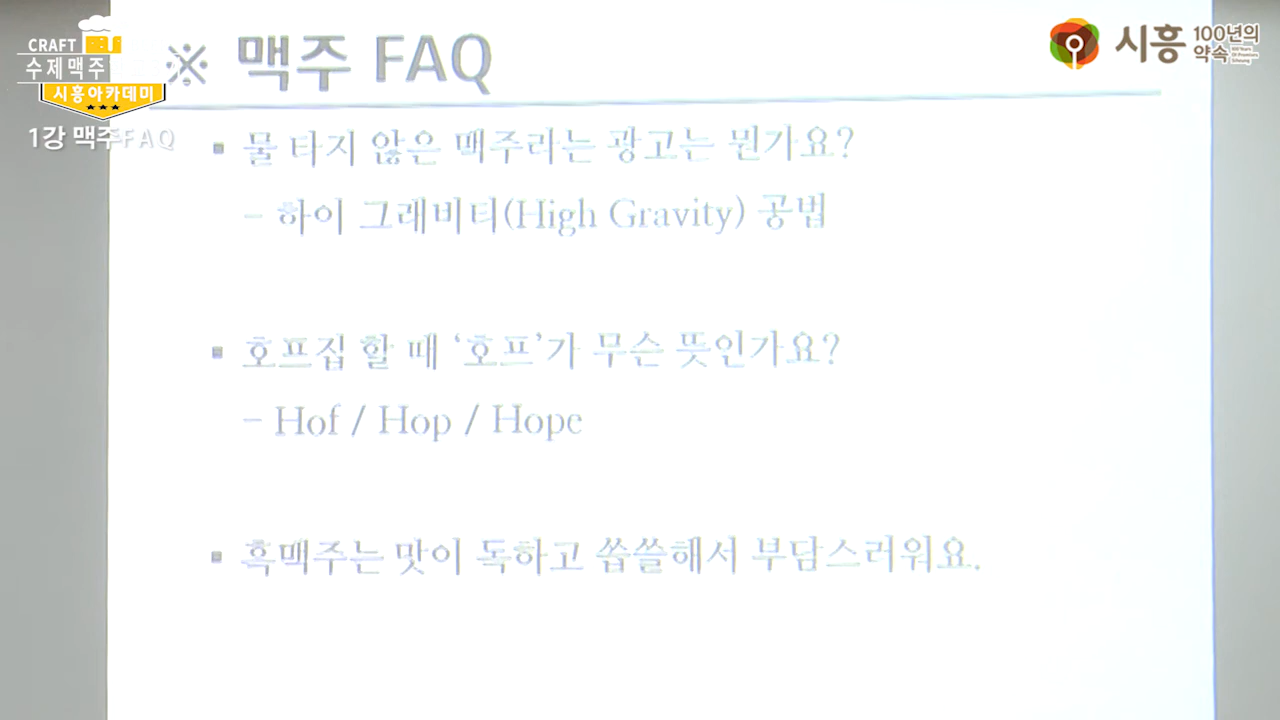 CRAFT
수제맥주
시흥아카데미
1강 맥주FAQ
시흥 100년의 약속
※ 맥주 FAQ
▪ 물 타지 않은 맥주라는 광고는 뭔가요?
– 하이 그래비티(High Gravity) 공법
▪ 호프집 할 때 ‘호프’가 무슨 뜻인가요?
– Hof / Hop / Hope
▪ 흑맥주는 맛이 독하고 씁쓸해서 부담스러워요.